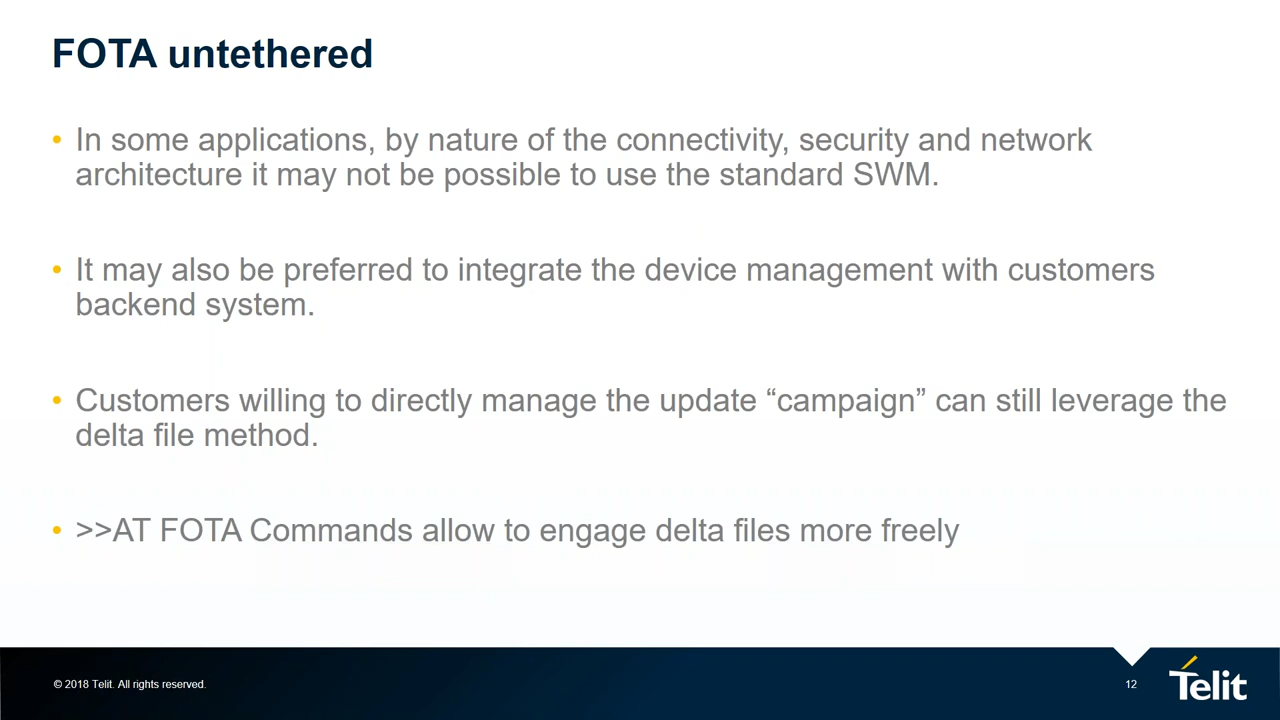 FOTA untethered
• In some applications, by nature of the connectivity, security and network
architecture it may not be possible to use the standard SWM.
• It may also be preferred to integrate the device management with customers
backend system.
• Customers willing to directly manage the update “campaign” can still leverage the
delta file method.
• >>AT FOTA Commands allow to engage delta files more freely
© 2018 Telit. All rights reserved.
12
Telit